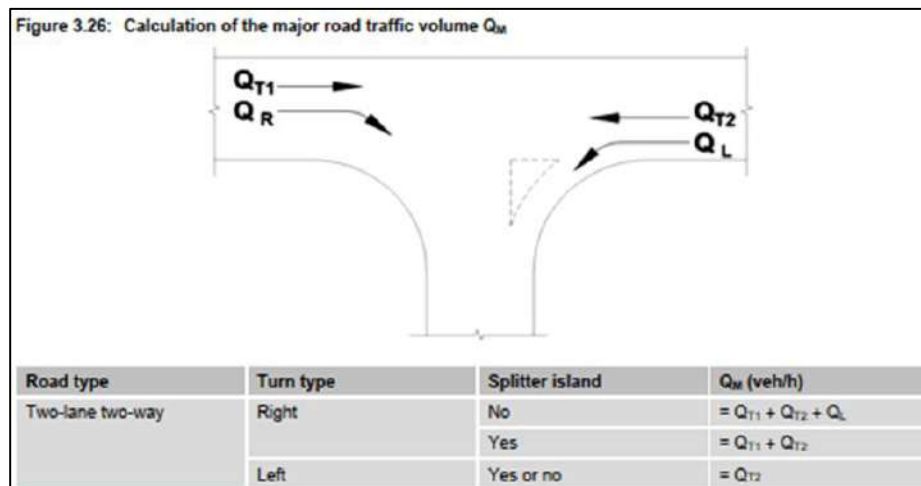 Figure 3.26: Calculation of the major road traffic volume QM
QT1
QR
QT2
QL
Road type Turn type Splitter island QM (veh/h)
Two-lane two-way Right No = QT1 + QT2 + QL
Yes = QT1 + QT2
Left Yes or no = QT2